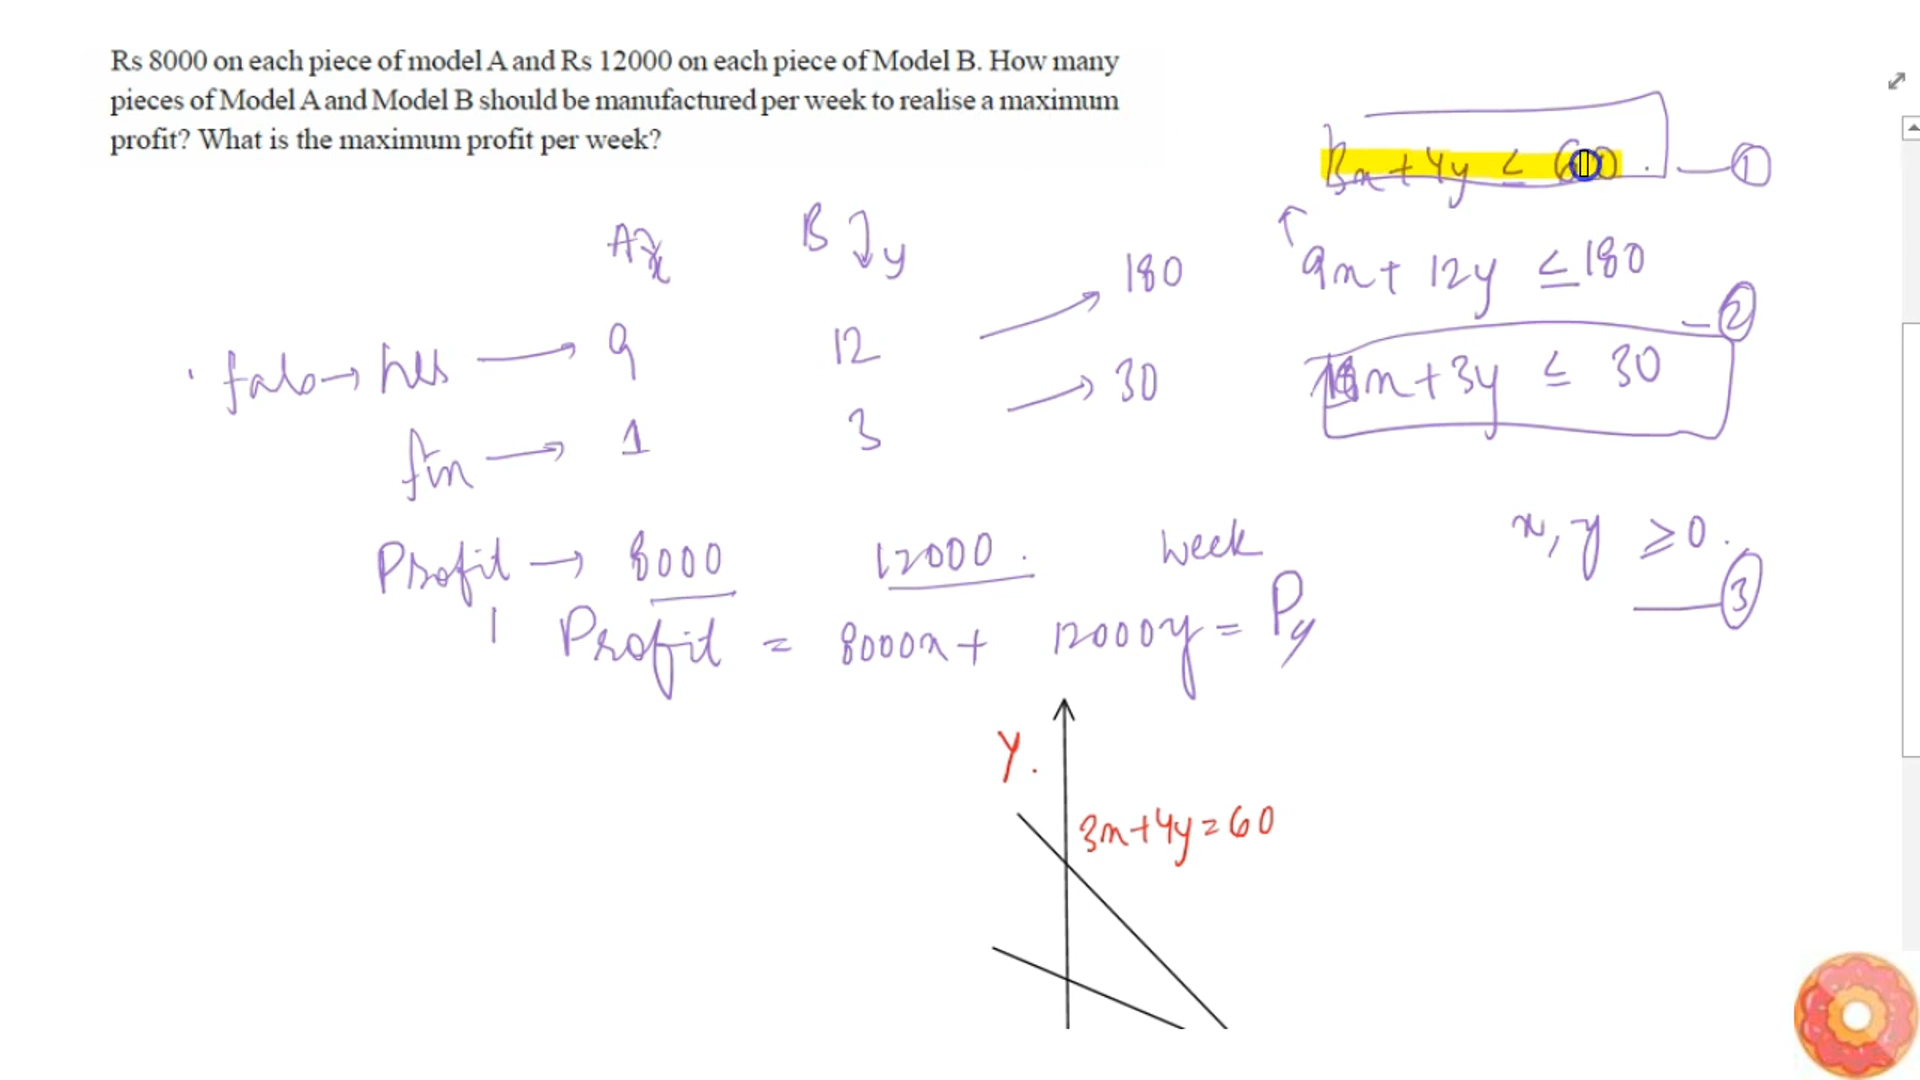 Rs 8000 on each piece of model A and Rs 12000 on each piece of Model B. How many
pieces of Model A and Model B should be manufactured per week to realise a maximum
profit? What is the maximum profit per week?
3x + 4y ≤ 60 . — ①
A x B ↓ y
180 9x + 12y ≤ 180
fab → hrs → 9 12 → 30 x + 3y ≤ 30 — ②
fin → 1 3
Profit → 8000 12000 . week x, y ≥ 0 . — ③
Profit = 8000x + 12000y = P
Y.
3x + 4y = 60